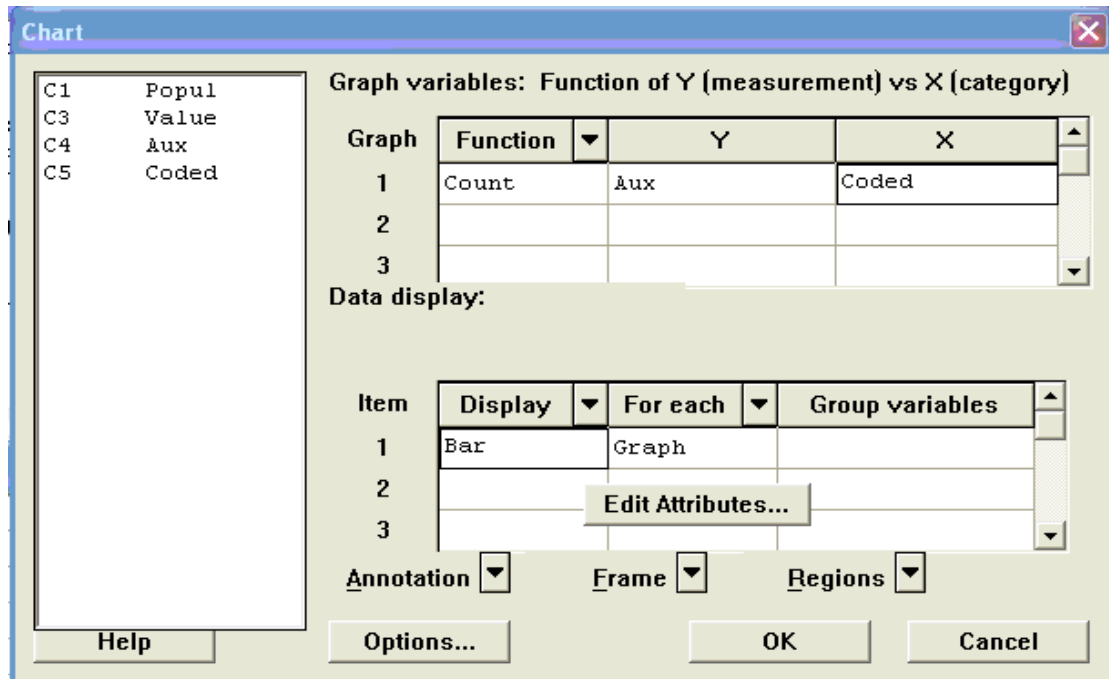 Chart
C1 Popul
C3 Value
C4 Aux
C5 Coded
Graph variables: Function of Y (measurement) vs X (category)
Graph Function Y X
1 Count Aux Coded
2
3
Data display:
Item Display For each Group variables
1 Bar Graph
2
Edit Attributes...
3
Annotation Frame Regions
Help Options... OK Cancel